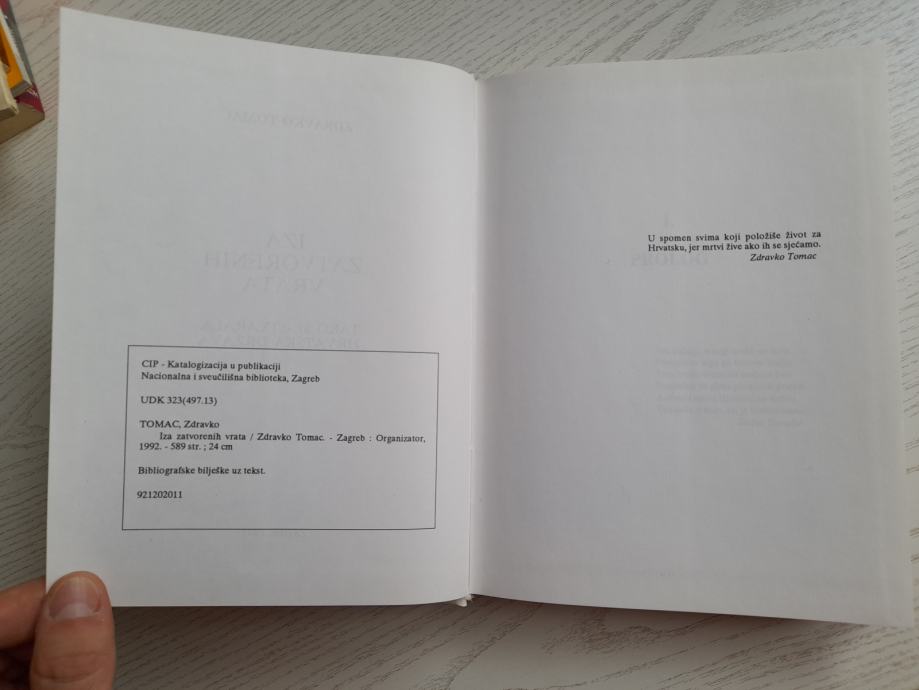 CIP - Katalogizacija u publikaciji
Nacionalna i sveučilišna biblioteka, Zagreb
UDK 323(497.13)
TOMAC, Zdravko
Iza zatvorenih vrata / Zdravko Tomac. - Zagreb : Organizator,
1992. - 589 str. ; 24 cm
Bibliografske bilješke uz tekst.
921202011
U spomen svima koji položiše život za
Hrvatsku, jer mrtvi žive ako ih se sjećamo.
Zdravko Tomac